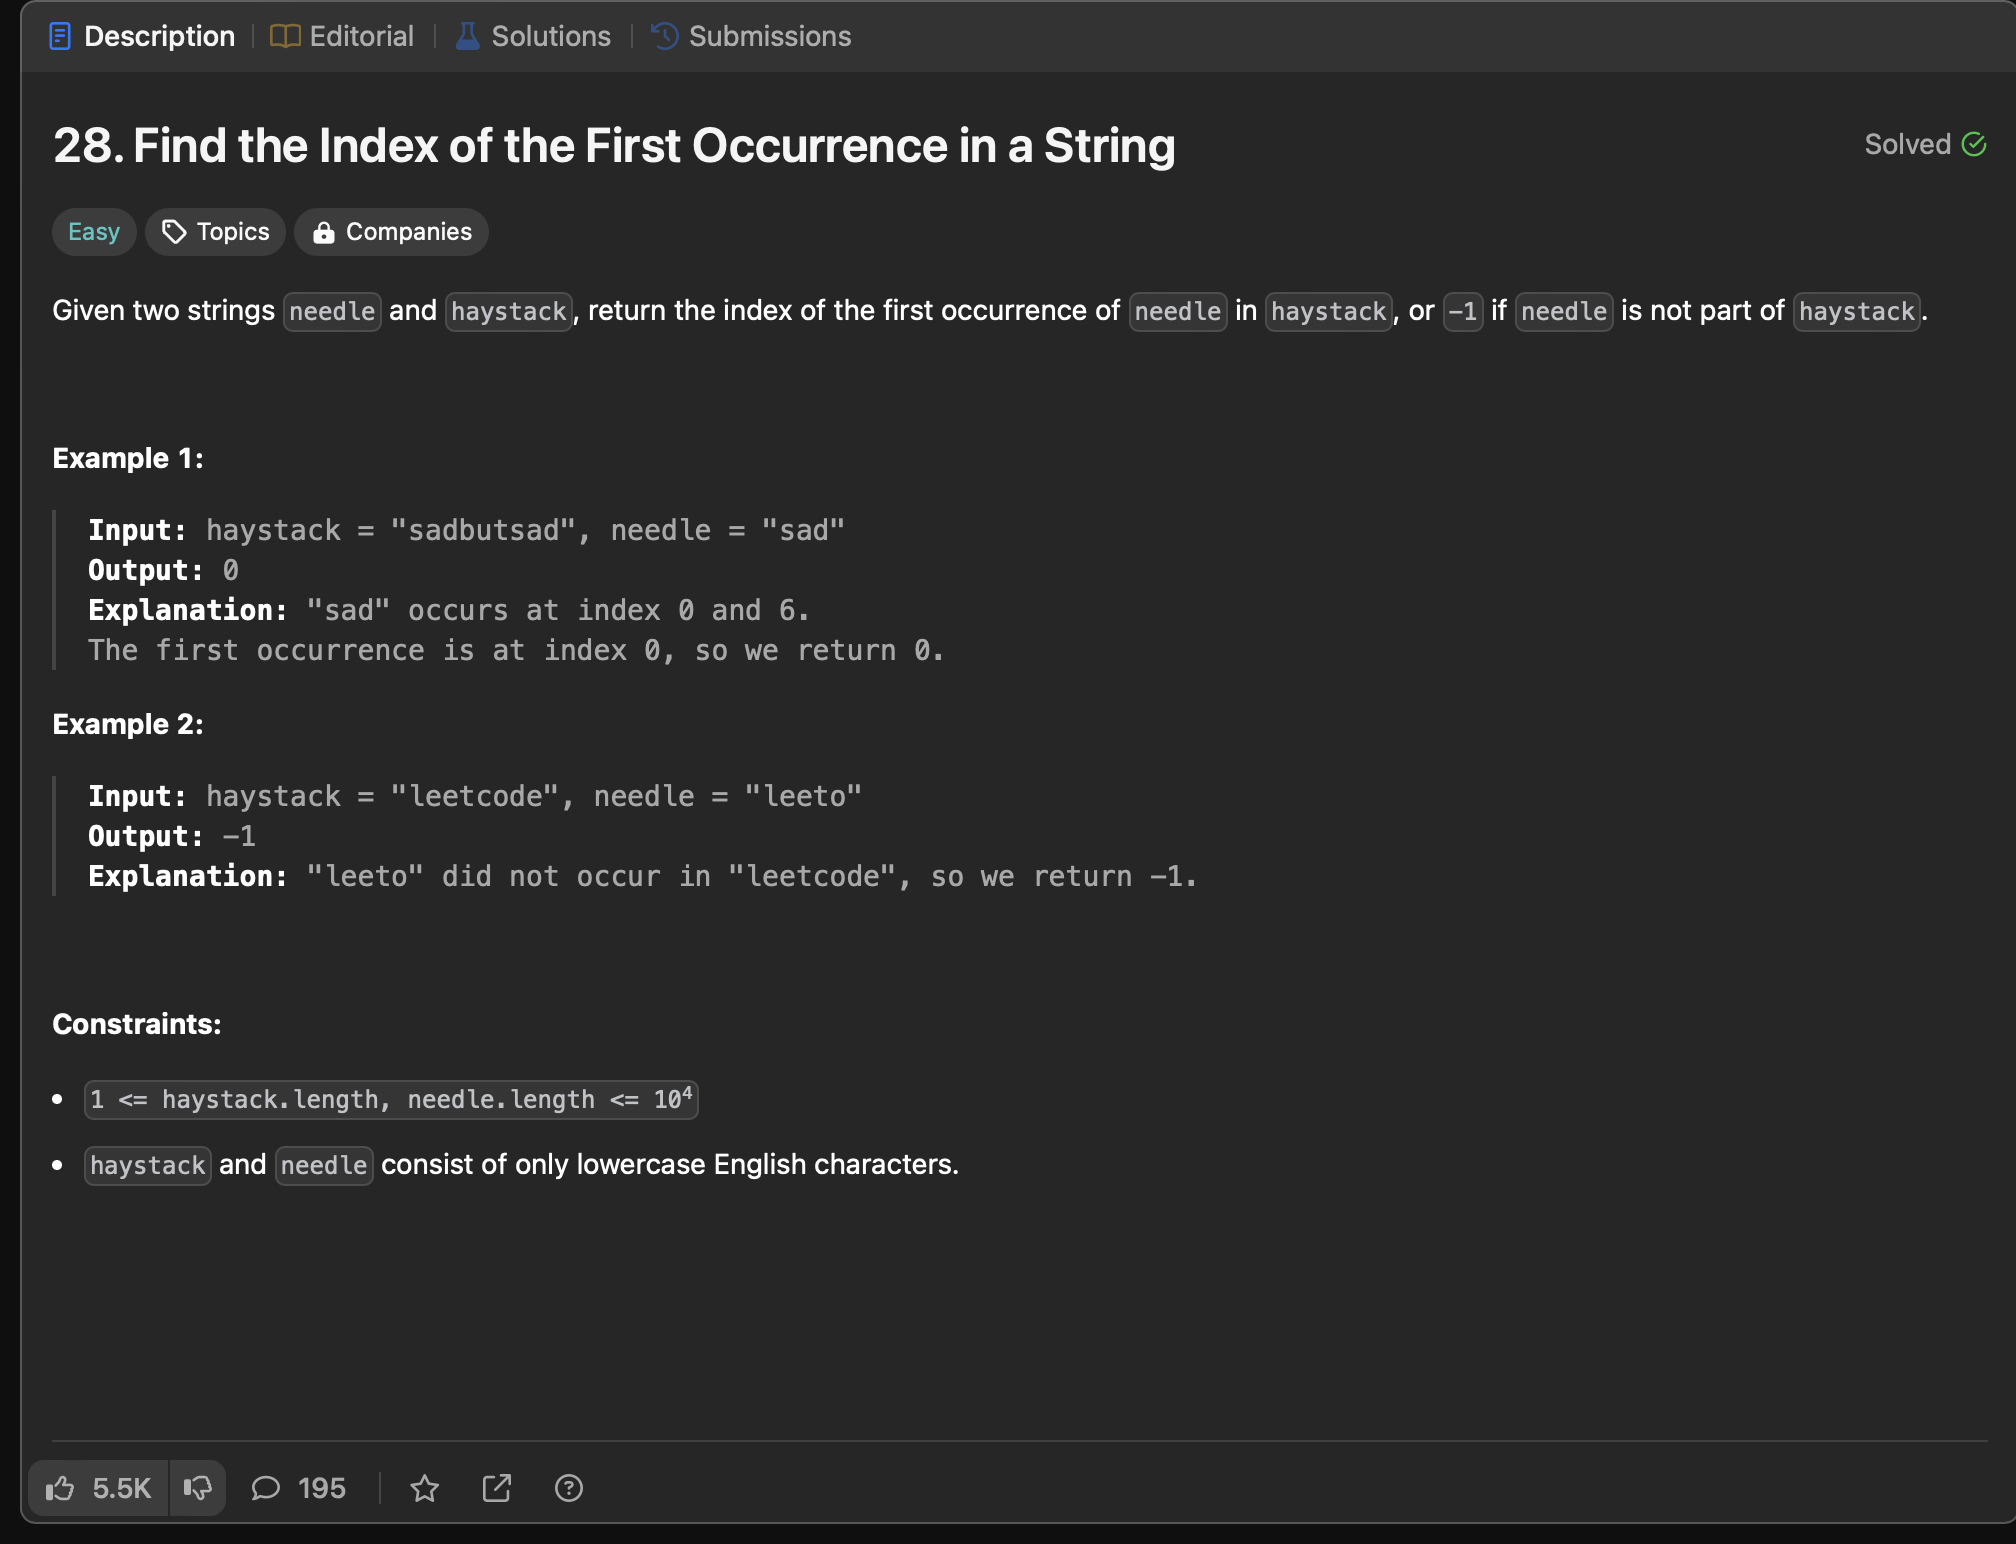 Description | Editorial | Solutions | Submissions
28. Find the Index of the First Occurrence in a String
Solved
Easy Topics Companies
Given two strings needle and haystack, return the index of the first occurrence of needle in haystack, or -1 if needle is not part of haystack.
Example 1:
Input: haystack = "sadbutsad", needle = "sad"
Output: 0
Explanation: "sad" occurs at index 0 and 6.
The first occurrence is at index 0, so we return 0.
Example 2:
Input: haystack = "leetcode", needle = "leeto"
Output: -1
Explanation: "leeto" did not occur in "leetcode", so we return -1.
Constraints:
• 1 <= haystack.length, needle.length <= 10⁴
• haystack and needle consist of only lowercase English characters.
5.5K 195